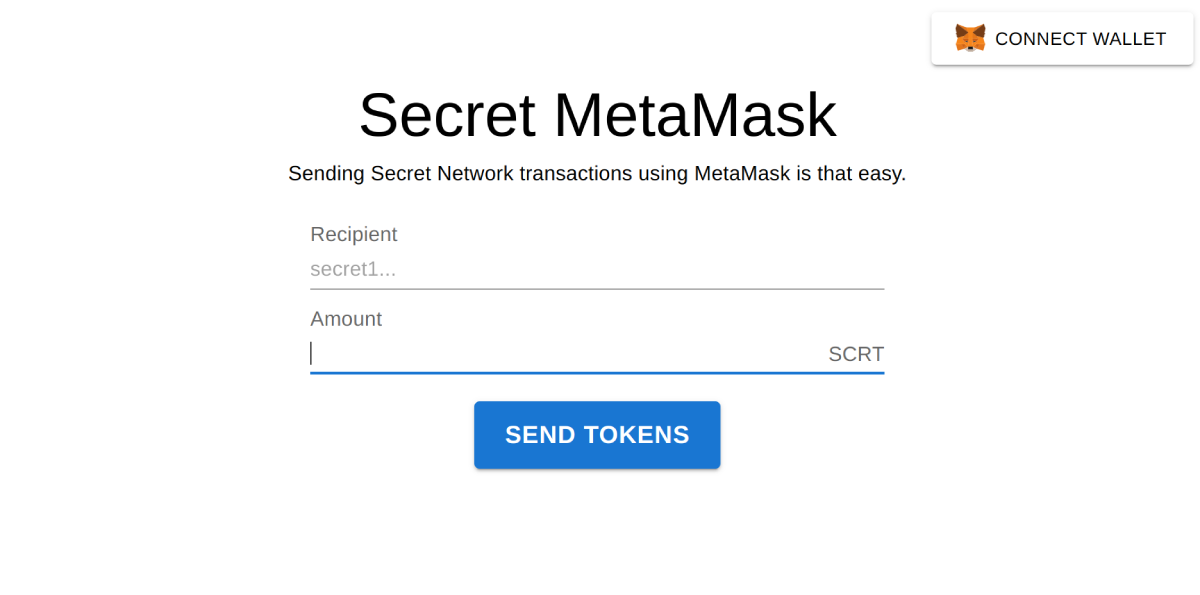 CONNECT WALLET
Secret MetaMask
Sending Secret Network transactions using MetaMask is that easy.
Recipient
secret1...
Amount
SCRT
SEND TOKENS